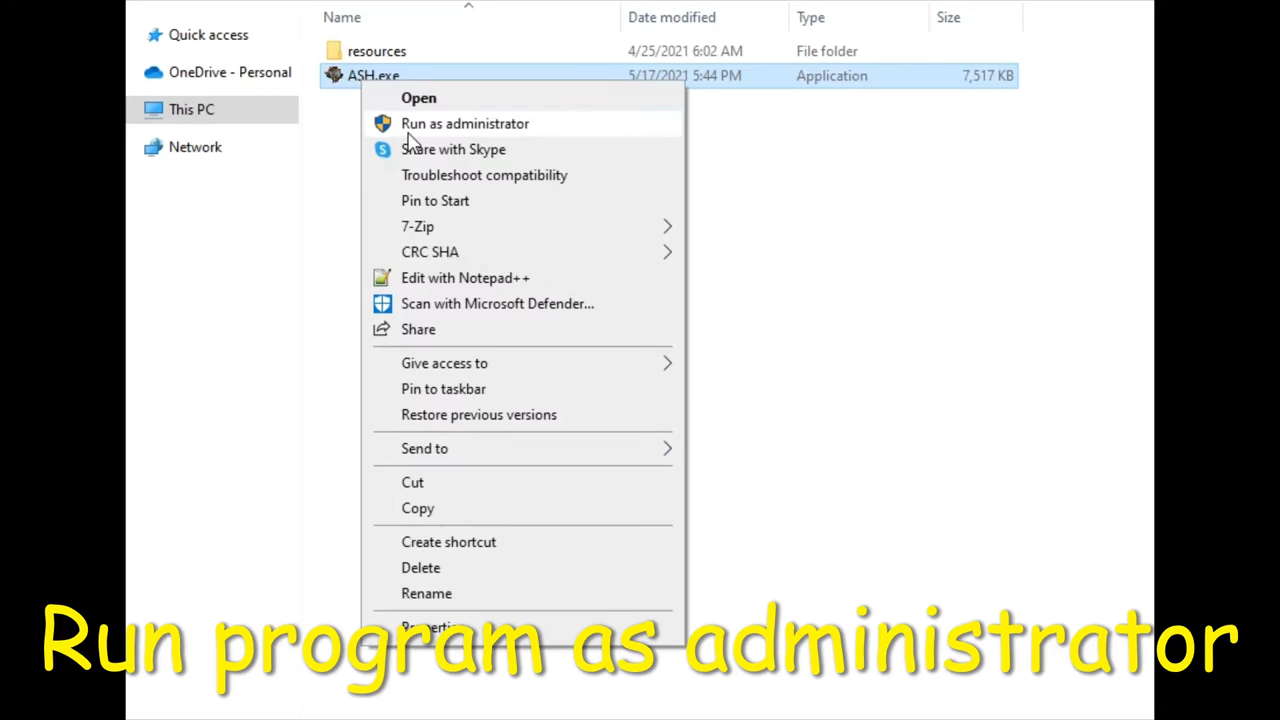 Name Date modified Type Size
Quick access
resources 4/25/2021 6:02 AM File folder
OneDrive - Personal
ASH.exe 5/17/2021 5:44 PM Application 7,517 KB
This PC
Network
Open
Run as administrator
Share with Skype
Troubleshoot compatibility
Pin to Start
7-Zip
CRC SHA
Edit with Notepad++
Scan with Microsoft Defender...
Share
Give access to
Pin to taskbar
Restore previous versions
Send to
Cut
Copy
Create shortcut
Delete
Rename
Properties
Run program as administrator